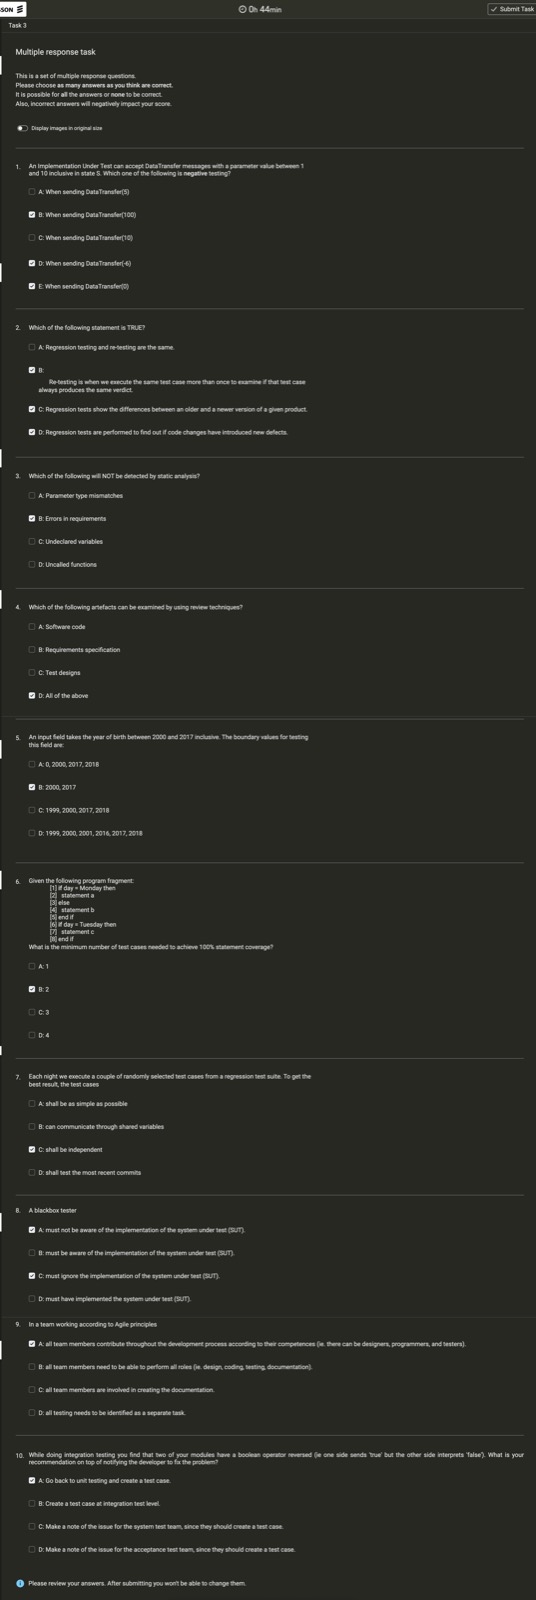 SON
0h 44min
Submit Task
Task 3
Multiple response task
This is a set of multiple response questions.
Please choose as many answers as you think are correct.
It is possible for all the answers or none to be correct.
Also, incorrect answers will negatively impact your score.
Display images in original size
1. An Implementation Under Test can accept DataTransfer messages with a parameter value between 1
and 10 inclusive in state S. Which one of the following is negative testing?
A: When sending DataTransfer(5)
B: When sending DataTransfer(100)
C: When sending DataTransfer(10)
D: When sending DataTransfer(-6)
E: When sending DataTransfer(0)
2. Which of the following statement is TRUE?
A: Regression testing and re-testing are the same.
B:
Re-testing is when we execute the same test case more than once to examine if that test case
always produces the same verdict.
C: Regression tests show the differences between an older and a newer version of a given product.
D: Regression tests are performed to find out if code changes have introduced new defects.
3. Which of the following will NOT be detected by static analysis?
A: Parameter type mismatches
B: Errors in requirements
C: Undeclared variables
D: Uncalled functions
4. Which of the following artefacts can be examined by using review techniques?
A: Software code
B: Requirements specification
C: Test designs
D: All of the above
5. An input field takes the year of birth between 2000 and 2017 inclusive. The boundary values for testing
this field are:
A: 0, 2000, 2017, 2018
B: 2000, 2017
C: 1999, 2000, 2017, 2018
D: 1999, 2000, 2001, 2016, 2017, 2018
6. Given the following program fragment:
[1] if day = Monday then
[2] statement a
[3] else
[4] statement b
[5] end if
[6] if day = Tuesday then
[7] statement c
[8] end if
What is the minimum number of test cases needed to achieve 100% statement coverage?
A: 1
B: 2
C: 3
D: 4
7. Each night we execute a couple of randomly selected test cases from a regression test suite. To get the
best result, the test cases
A: shall be as simple as possible
B: can communicate through shared variables
C: shall be independent
D: shall test the most recent commits
8. A blackbox tester
A: must not be aware of the implementation of the system under test (SUT).
B: must be aware of the implementation of the system under test (SUT).
C: must ignore the implementation of the system under test (SUT).
D: must have implemented the system under test (SUT).
9. In a team working according to Agile principles
A: all team members contribute throughout the development process according to their competences (ie. there can be designers, programmers, and testers).
B: all team members need to be able to perform all roles (ie. design, coding, testing, documentation).
C: all team members are involved in creating the documentation.
D: all testing needs to be identified as a separate task.
10. While doing integration testing you find that two of your modules have a boolean operator reversed (ie one side sends 'true' but the other side interprets 'false'). What is your
recommendation on top of notifying the developer to fix the problem?
A: Go back to unit testing and create a test case.
B: Create a test case at integration test level.
C: Make a note of the issue for the system test team, since they should create a test case.
D: Make a note of the issue for the acceptance test team, since they should create a test case.
Please review your answers. After submitting you won't be able to change them.